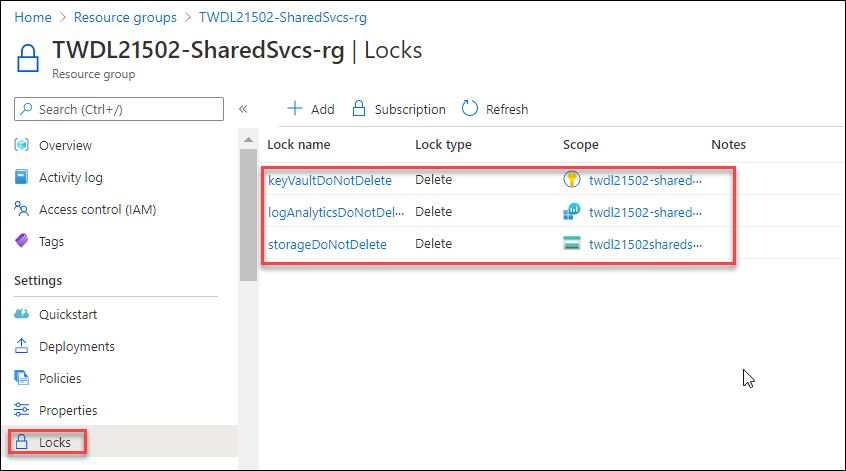 Home > Resource groups > TWDL21502-SharedSvcs-rg
TWDL21502-SharedSvcs-rg | Locks
Resource group
Search (Ctrl+/)
«
Add
Subscription
Refresh
Overview
Activity log
Access control (IAM)
Tags
Settings
Quickstart
Deployments
Policies
Properties
Locks
Lock name Lock type Scope Notes
keyVaultDoNotDelete Delete twdl21502-shared...
logAnalyticsDoNotDel... Delete twdl21502-shared...
storageDoNotDelete Delete twdl21502shareds...